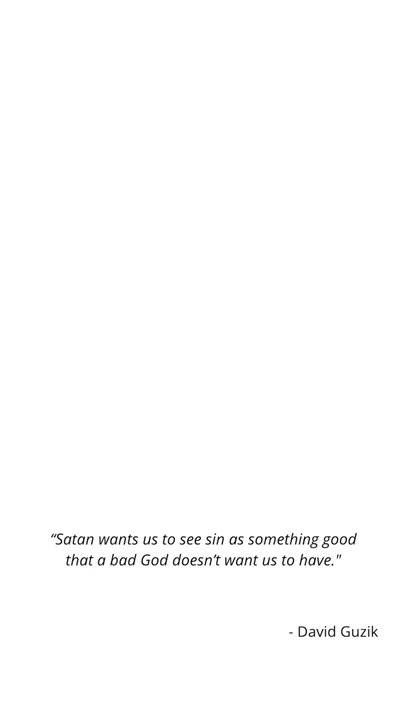 “Satan wants us to see sin as something good
that a bad God doesn’t want us to have."
- David Guzik